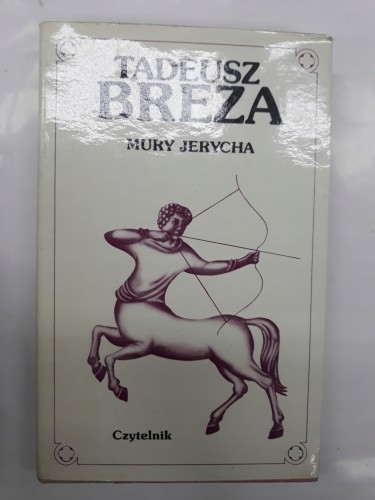 TADEUSZ
BREZA
MURY JERYCHA
Czytelnik